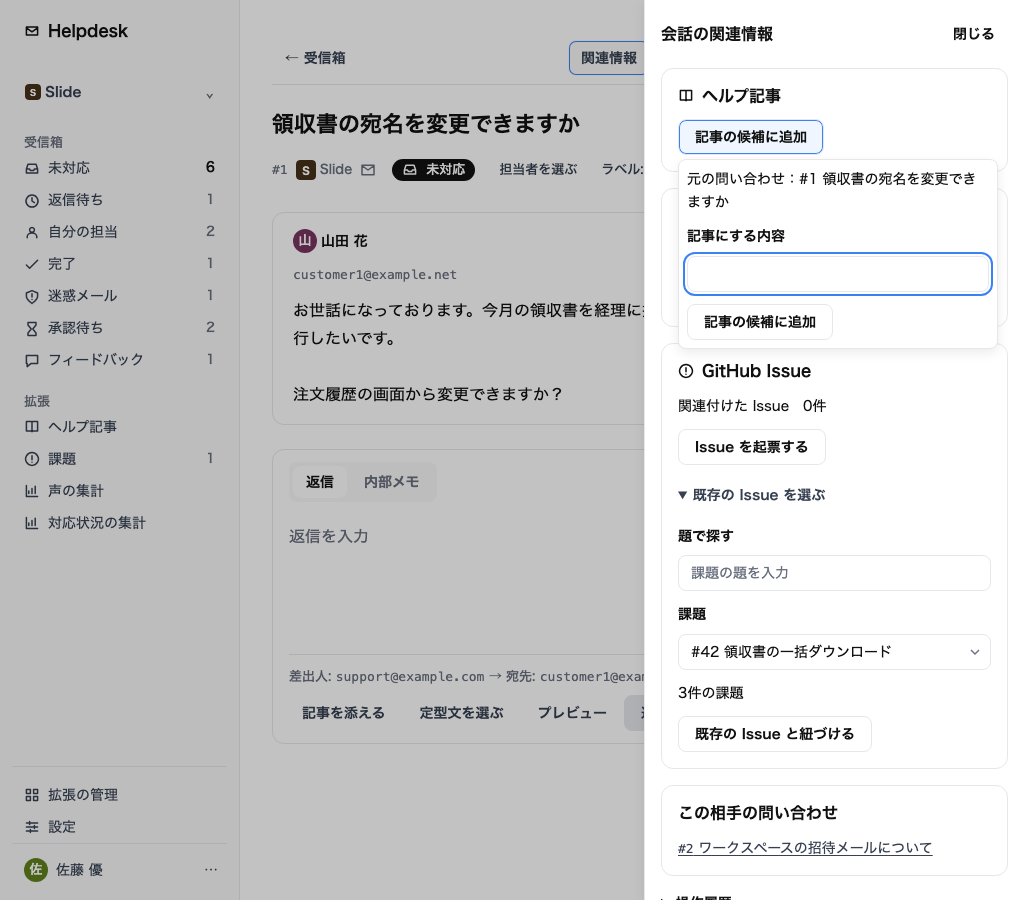 Helpdesk
S Slide
受信箱
未対応 6
返信待ち 1
自分の担当 2
完了 1
迷惑メール 1
承認待ち 2
フィードバック 1
拡張
ヘルプ記事
課題 1
声の集計
対応状況の集計
拡張の管理
設定
佐 佐藤 優 …
← 受信箱
関連情報
領収書の宛名を変更できますか
#1 S Slide 未対応 担当者を選ぶ ラベル:
山 山田 花
customer1@example.net
お世話になっております。今月の領収書を経理に
行したいです。
注文履歴の画面から変更できますか？
返信 内部メモ
返信を入力
差出人: support@example.com → 宛先: customer1@exam
記事を添える 定型文を選ぶ プレビュー
会話の関連情報 閉じる
ヘルプ記事
記事の候補に追加
元の問い合わせ：#1 領収書の宛名を変更でき
ますか
記事にする内容
記事の候補に追加
GitHub Issue
関連付けた Issue 0件
Issue を起票する
▼ 既存の Issue を選ぶ
題で探す
課題の題を入力
課題
#42 領収書の一括ダウンロード
3件の課題
既存の Issue と紐づける
この相手の問い合わせ
#2 ワークスペースの招待メールについて